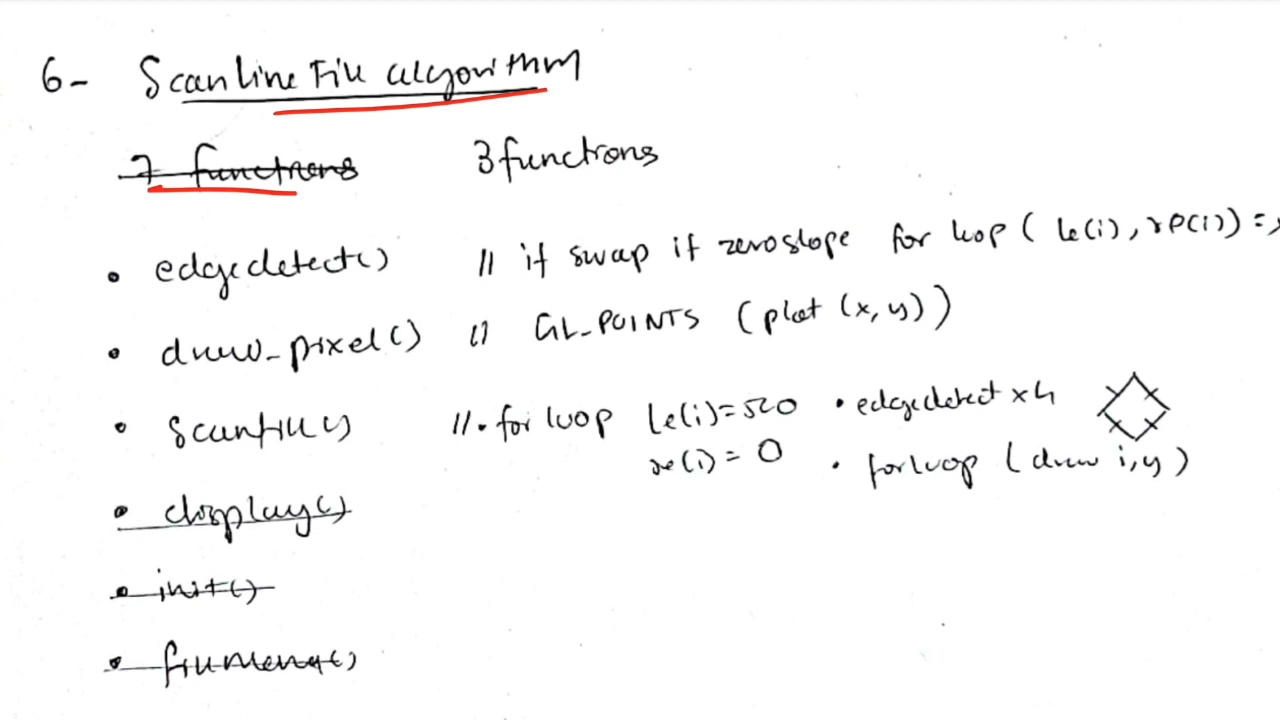 6- Scanline Fill algorithm
7 functions 3 functions
• edgedetect() // if swap if zeroslope for loop ( le(i), re(i) =>
• draw_pixel() // GL_POINTS (plot (x, y))
• Scanfill() //. for loop le(i)=500 • edgedetect x4
re(i) = 0 • forloop ( draw i,y )
• display()
• init()
• fillMenu()